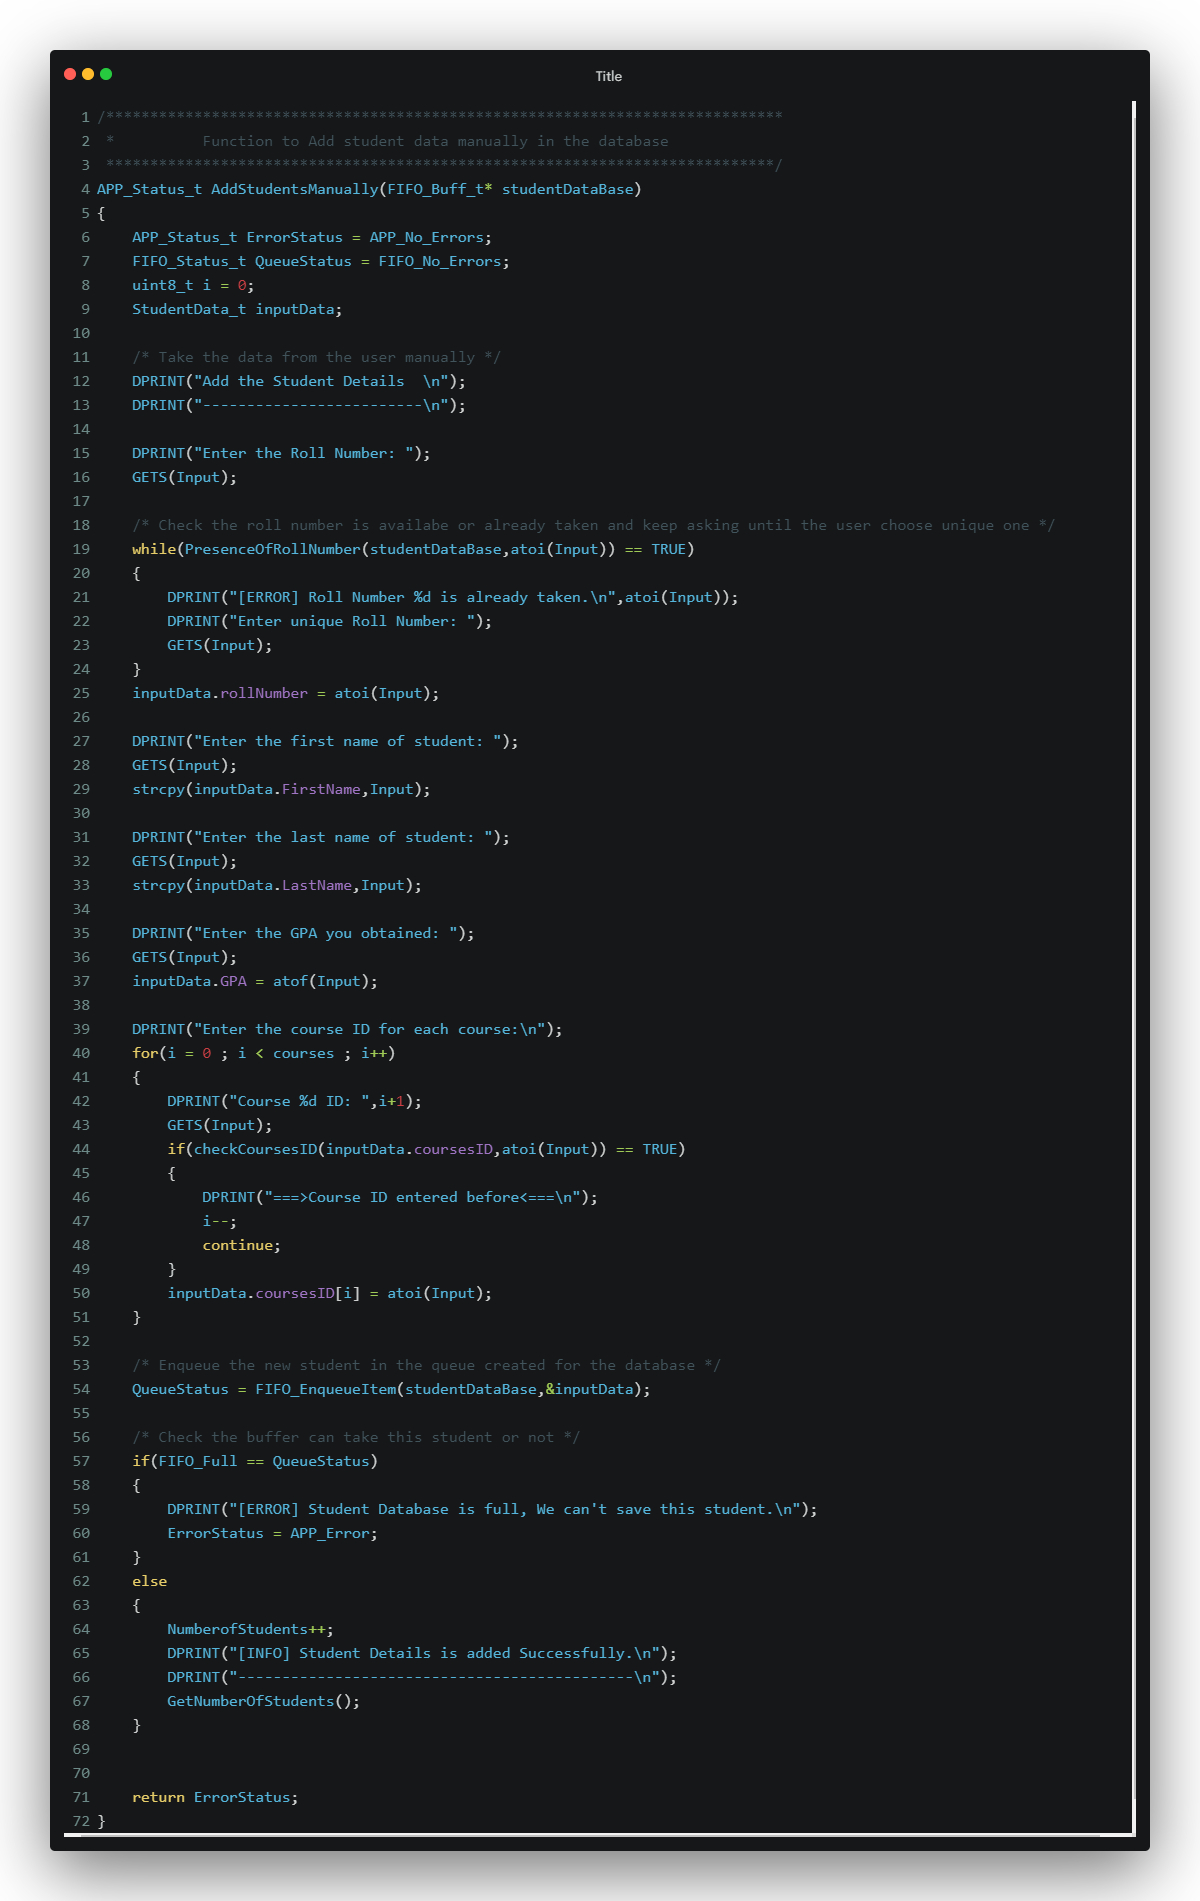 Title
1 /*****************************************************************************
2  *          Function to Add student data manually in the database
3  ****************************************************************************/
4 APP_Status_t AddStudentsManually(FIFO_Buff_t* studentDataBase)
5 {
6     APP_Status_t ErrorStatus = APP_No_Errors;
7     FIFO_Status_t QueueStatus = FIFO_No_Errors;
8     uint8_t i = 0;
9     StudentData_t inputData;
10
11     /* Take the data from the user manually */
12     DPRINT("Add the Student Details  \n");
13     DPRINT("-------------------------\n");
14
15     DPRINT("Enter the Roll Number: ");
16     GETS(Input);
17
18     /* Check the roll number is availabe or already taken and keep asking until the user choose unique one */
19     while(PresenceOfRollNumber(studentDataBase,atoi(Input)) == TRUE)
20     {
21         DPRINT("[ERROR] Roll Number %d is already taken.\n",atoi(Input));
22         DPRINT("Enter unique Roll Number: ");
23         GETS(Input);
24     }
25     inputData.rollNumber = atoi(Input);
26
27     DPRINT("Enter the first name of student: ");
28     GETS(Input);
29     strcpy(inputData.FirstName,Input);
30
31     DPRINT("Enter the last name of student: ");
32     GETS(Input);
33     strcpy(inputData.LastName,Input);
34
35     DPRINT("Enter the GPA you obtained: ");
36     GETS(Input);
37     inputData.GPA = atof(Input);
38
39     DPRINT("Enter the course ID for each course:\n");
40     for(i = 0 ; i < courses ; i++)
41     {
42         DPRINT("Course %d ID: ",i+1);
43         GETS(Input);
44         if(checkCoursesID(inputData.coursesID,atoi(Input)) == TRUE)
45         {
46             DPRINT("===>Course ID entered before<===\n");
47             i--;
48             continue;
49         }
50         inputData.coursesID[i] = atoi(Input);
51     }
52
53     /* Enqueue the new student in the queue created for the database */
54     QueueStatus = FIFO_EnqueueItem(studentDataBase,&inputData);
55
56     /* Check the buffer can take this student or not */
57     if(FIFO_Full == QueueStatus)
58     {
59         DPRINT("[ERROR] Student Database is full, We can't save this student.\n");
60         ErrorStatus = APP_Error;
61     }
62     else
63     {
64         NumberofStudents++;
65         DPRINT("[INFO] Student Details is added Successfully.\n");
66         DPRINT("---------------------------------------------\n");
67         GetNumberOfStudents();
68     }
69
70
71     return ErrorStatus;
72 }